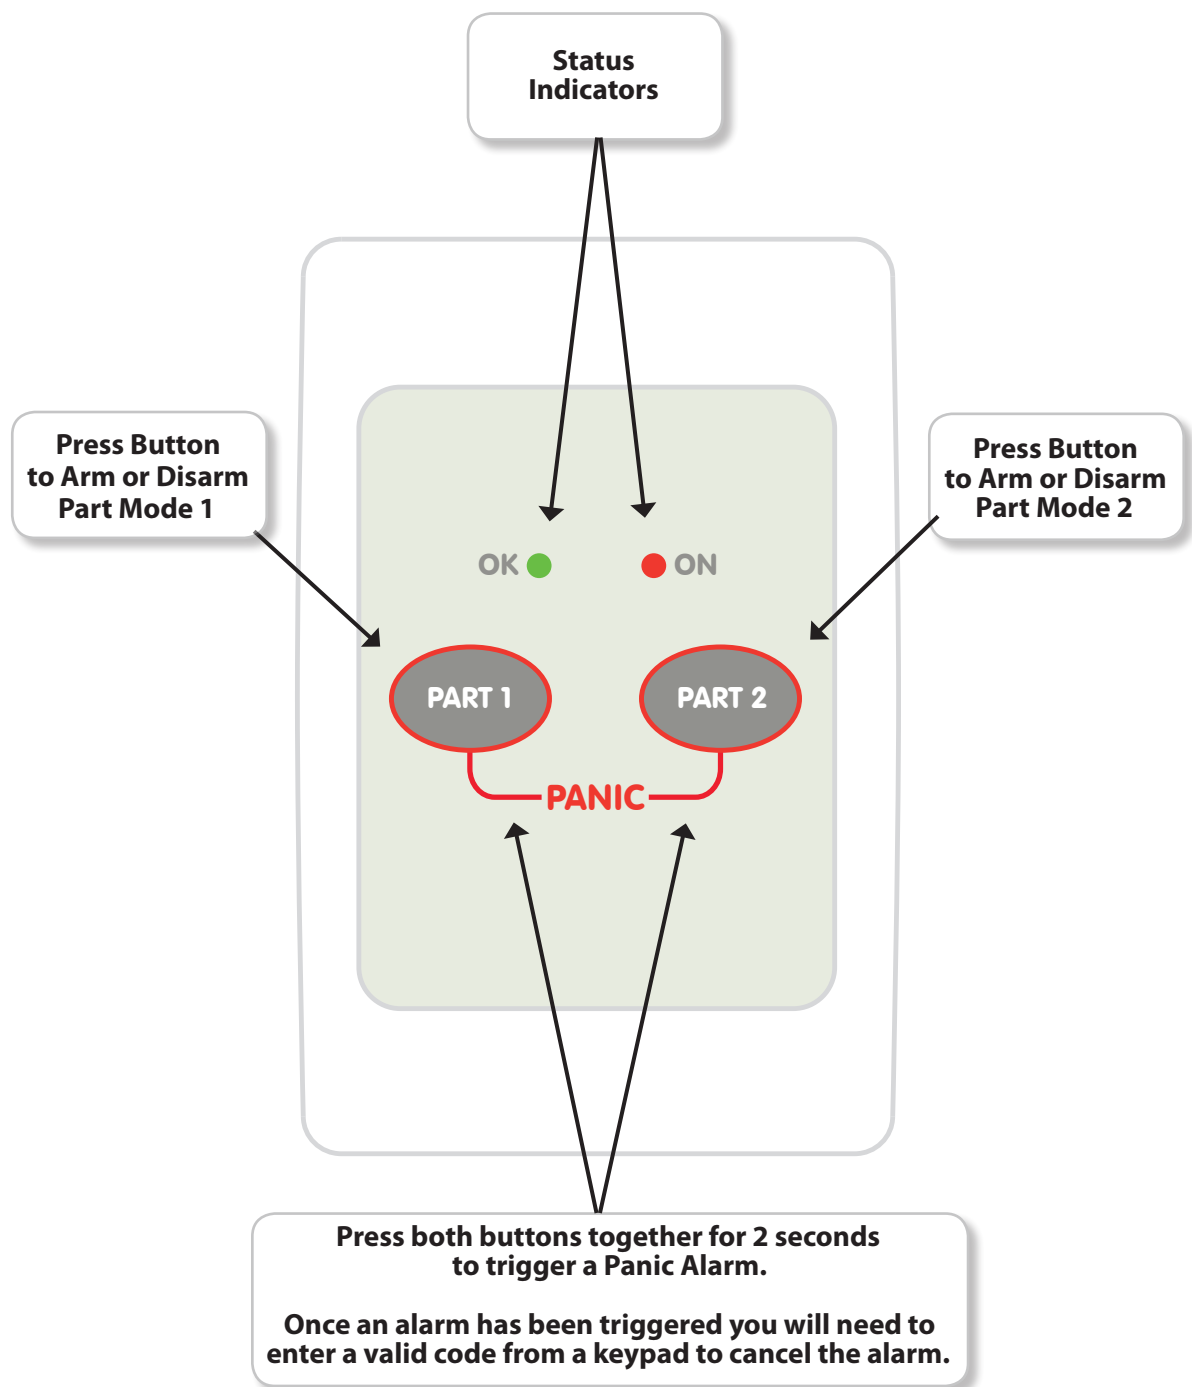 Status
Indicators
Press Button
to Arm or Disarm
Part Mode 1
Press Button
to Arm or Disarm
Part Mode 2
OK
ON
PART 1
PART 2
PANIC
Press both buttons together for 2 seconds
to trigger a Panic Alarm.
Once an alarm has been triggered you will need to
enter a valid code from a keypad to cancel the alarm.